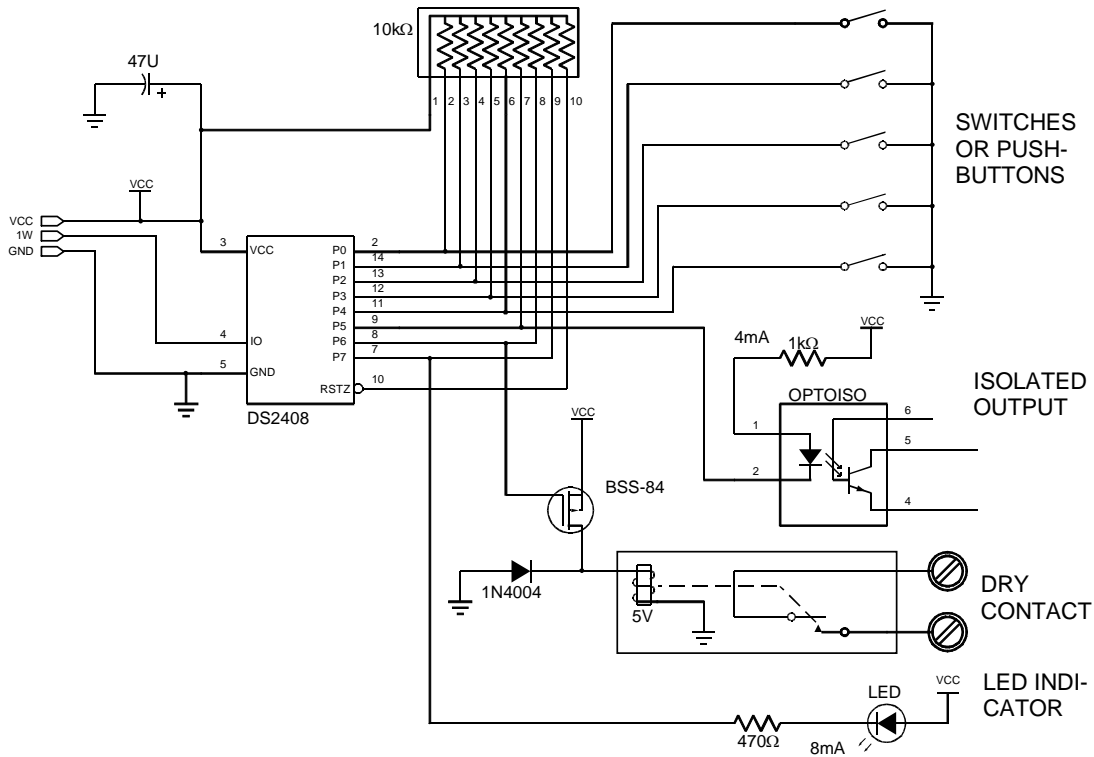 10kΩ
47U
+
1 2 3 4 5 6 7 8 9 10
SWITCHES
OR PUSH-
BUTTONS
VCC
VCC
1W
GND
3 VCC P0 2
P1 14
P2 13
P3 12
P4 11
P5 9
P6 8
P7 7
4 IO
5 GND
RSTZ 10
DS2408
VCC
4mA 1kΩ
ISOLATED
OUTPUT
OPTOISO
1
2
6
5
4
VCC
BSS-84
1N4004
5V
DRY
CONTACT
LED INDI-
CATOR
VCC
LED
470Ω
8mA